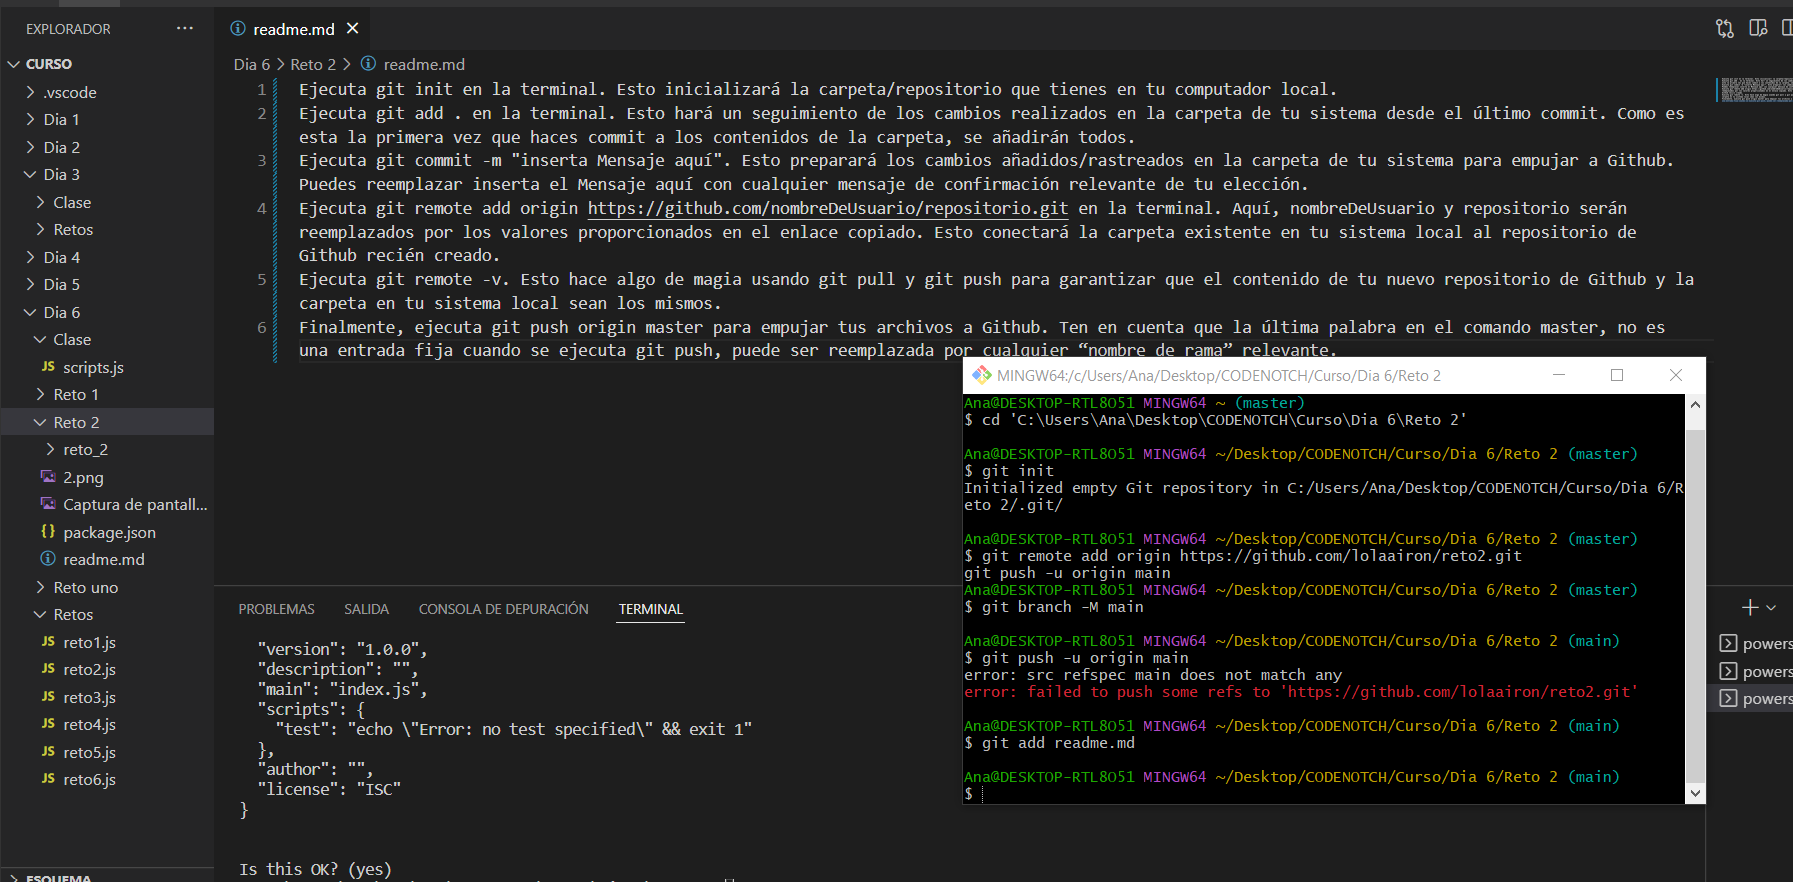 EXPLORADOR
CURSO
.vscode
Dia 1
Dia 2
Dia 3
Clase
Retos
Dia 4
Dia 5
Dia 6
Clase
JS scripts.js
Reto 1
Reto 2
reto_2
2.png
Captura de pantall...
{} package.json
readme.md
Reto uno
Retos
JS reto1.js
JS reto2.js
JS reto3.js
JS reto4.js
JS reto5.js
JS reto6.js
ESQUEMA
readme.md
Dia 6 > Reto 2 > readme.md
1 Ejecuta git init en la terminal. Esto inicializará la carpeta/repositorio que tienes en tu computador local.
2 Ejecuta git add . en la terminal. Esto hará un seguimiento de los cambios realizados en la carpeta de tu sistema desde el último commit. Como es
esta la primera vez que haces commit a los contenidos de la carpeta, se añadirán todos.
3 Ejecuta git commit -m "inserta Mensaje aquí". Esto preparará los cambios añadidos/rastreados en la carpeta de tu sistema para empujar a Github.
Puedes reemplazar inserta el Mensaje aquí con cualquier mensaje de confirmación relevante de tu elección.
4 Ejecuta git remote add origin https://github.com/nombreDeUsuario/repositorio.git en la terminal. Aquí, nombreDeUsuario y repositorio serán
reemplazados por los valores proporcionados en el enlace copiado. Esto conectará la carpeta existente en tu sistema local al repositorio de
Github recién creado.
5 Ejecuta git remote -v. Esto hace algo de magia usando git pull y git push para garantizar que el contenido de tu nuevo repositorio de Github y la
carpeta en tu sistema local sean los mismos.
6 Finalmente, ejecuta git push origin master para empujar tus archivos a Github. Ten en cuenta que la última palabra en el comando master, no es
una entrada fija cuando se ejecuta git push, puede ser reemplazada por cualquier “nombre de rama” relevante.
PROBLEMAS SALIDA CONSOLA DE DEPURACIÓN TERMINAL
"version": "1.0.0",
"description": "",
"main": "index.js",
"scripts": {
"test": "echo \"Error: no test specified\" && exit 1"
},
"author": "",
"license": "ISC"
}
Is this OK? (yes)
MINGW64:/c/Users/Ana/Desktop/CODENOTCH/Curso/Dia 6/Reto 2
Ana@DESKTOP-RTL8O51 MINGW64 ~ (master)
$ cd 'C:\Users\Ana\Desktop\CODENOTCH\Curso\Dia 6\Reto 2'
Ana@DESKTOP-RTL8O51 MINGW64 ~/Desktop/CODENOTCH/Curso/Dia 6/Reto 2 (master)
$ git init
Initialized empty Git repository in C:/Users/Ana/Desktop/CODENOTCH/Curso/Dia 6/R
eto 2/.git/
Ana@DESKTOP-RTL8O51 MINGW64 ~/Desktop/CODENOTCH/Curso/Dia 6/Reto 2 (master)
$ git remote add origin https://github.com/lolaairon/reto2.git
git push -u origin main
Ana@DESKTOP-RTL8O51 MINGW64 ~/Desktop/CODENOTCH/Curso/Dia 6/Reto 2 (master)
$ git branch -M main
Ana@DESKTOP-RTL8O51 MINGW64 ~/Desktop/CODENOTCH/Curso/Dia 6/Reto 2 (main)
$ git push -u origin main
error: src refspec main does not match any
error: failed to push some refs to 'https://github.com/lolaairon/reto2.git'
Ana@DESKTOP-RTL8O51 MINGW64 ~/Desktop/CODENOTCH/Curso/Dia 6/Reto 2 (main)
$ git add readme.md
Ana@DESKTOP-RTL8O51 MINGW64 ~/Desktop/CODENOTCH/Curso/Dia 6/Reto 2 (main)
$
powers
powers
powers